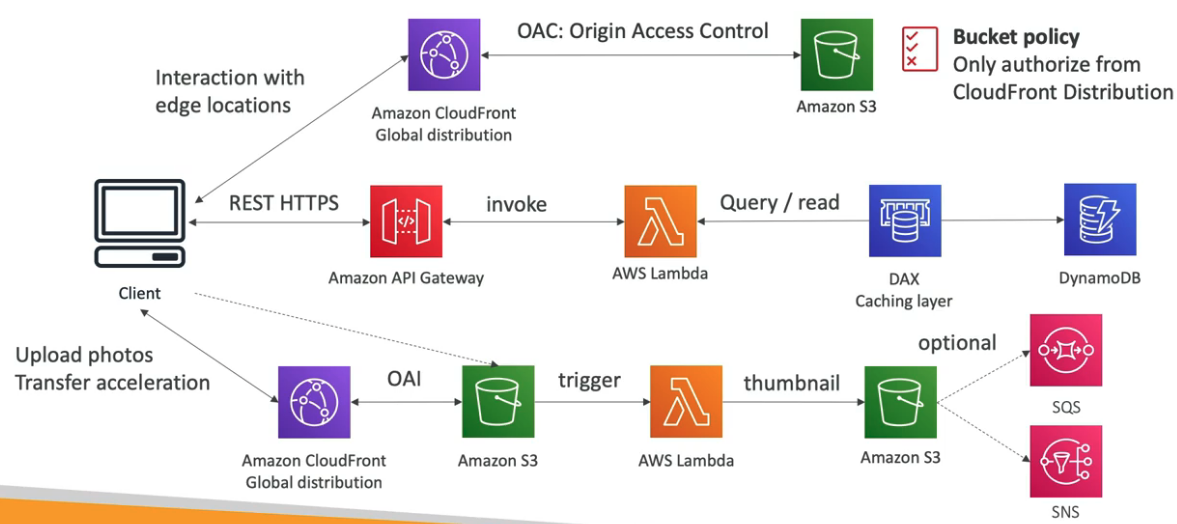 OAC: Origin Access Control
Bucket policy
Only authorize from
CloudFront Distribution
Interaction with
edge locations
Amazon CloudFront
Global distribution
Amazon S3
REST HTTPS
invoke
Query / read
Amazon API Gateway
AWS Lambda
DAX
Caching layer
DynamoDB
Client
Upload photos
Transfer acceleration
OAI
trigger
thumbnail
optional
SQS
Amazon CloudFront
Global distribution
Amazon S3
AWS Lambda
Amazon S3
SNS